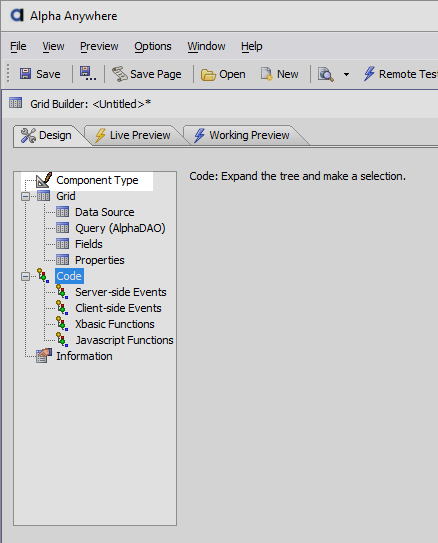 Alpha Anywhere
File View Preview Options Window Help
Save Save Page Open New Remote Test
Grid Builder: <Untitled>*
Design Live Preview Working Preview
Component Type
Code: Expand the tree and make a selection.
Grid
Data Source
Query (AlphaDAO)
Fields
Properties
Code
Server-side Events
Client-side Events
Xbasic Functions
Javascript Functions
Information